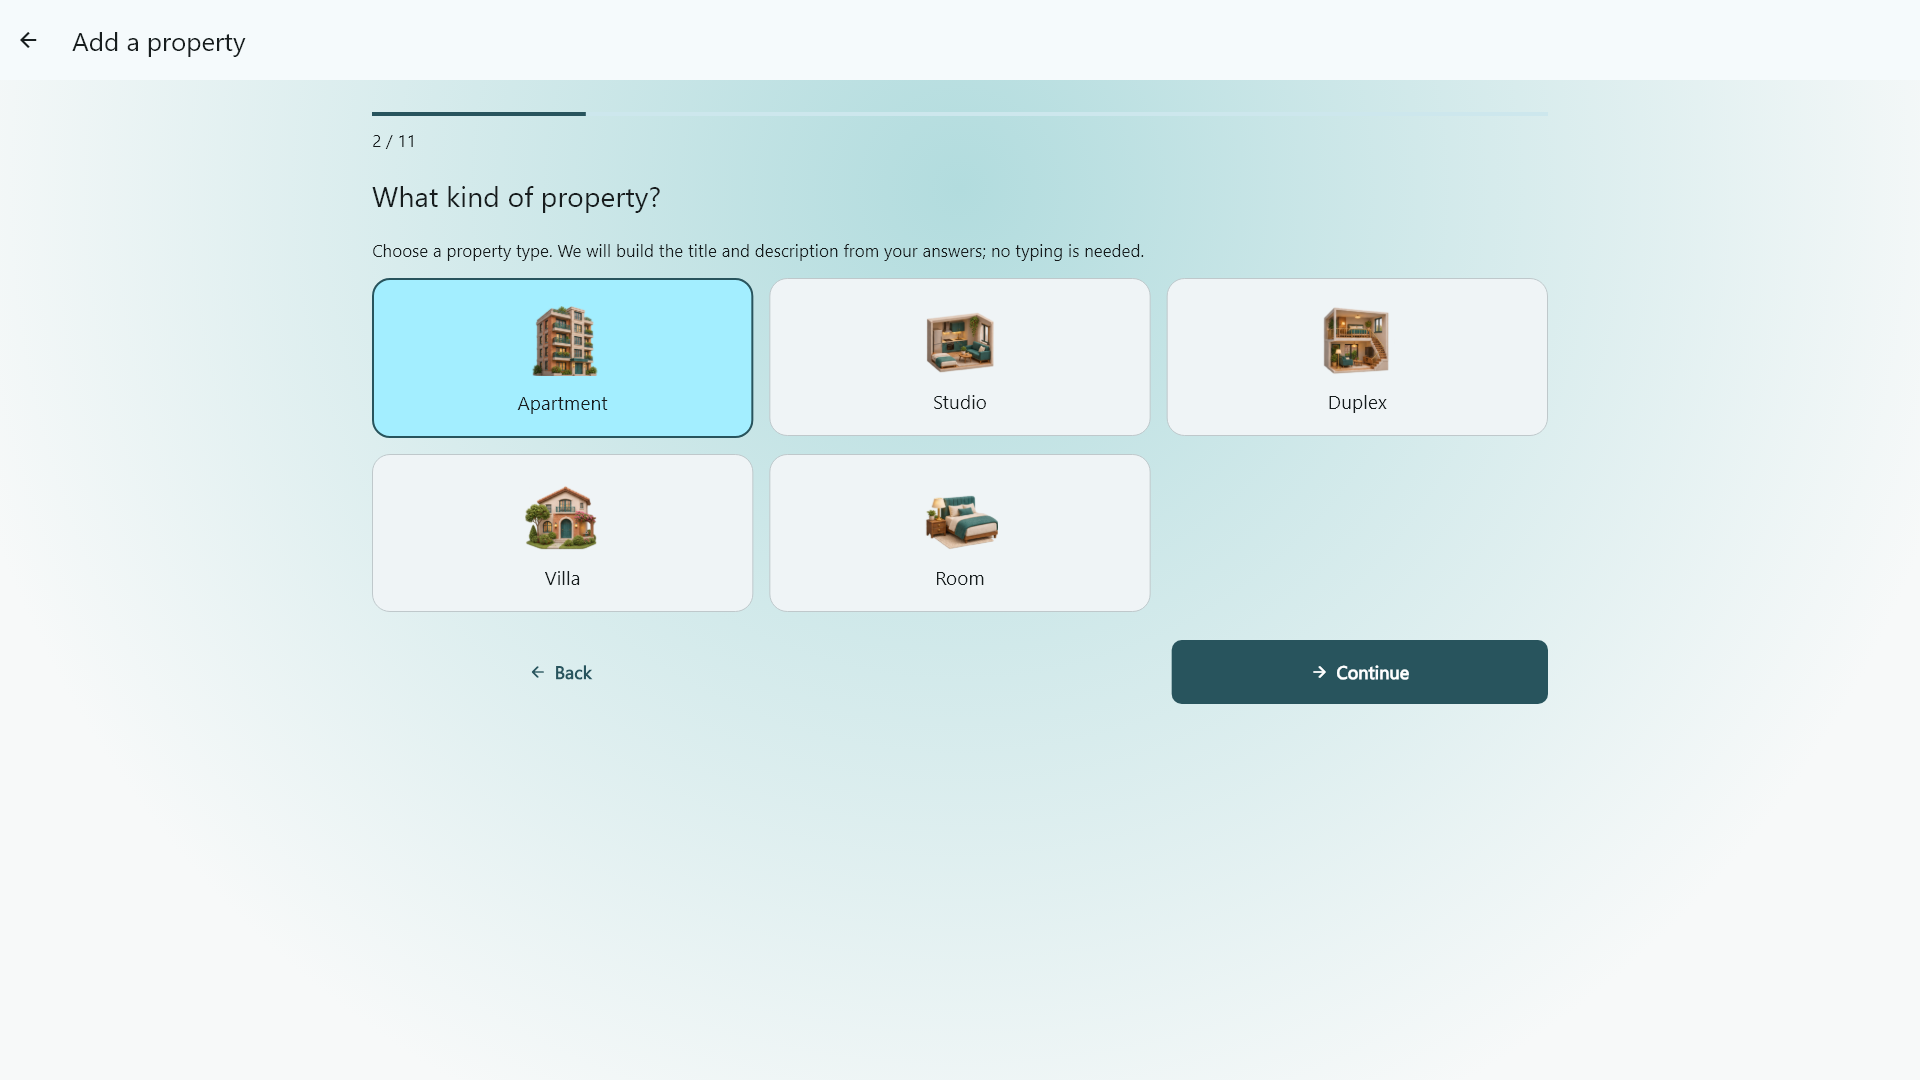 Add a property
2 / 11
What kind of property?
Choose a property type. We will build the title and description from your answers; no typing is needed.
Apartment
Studio
Duplex
Villa
Room
Back
Continue